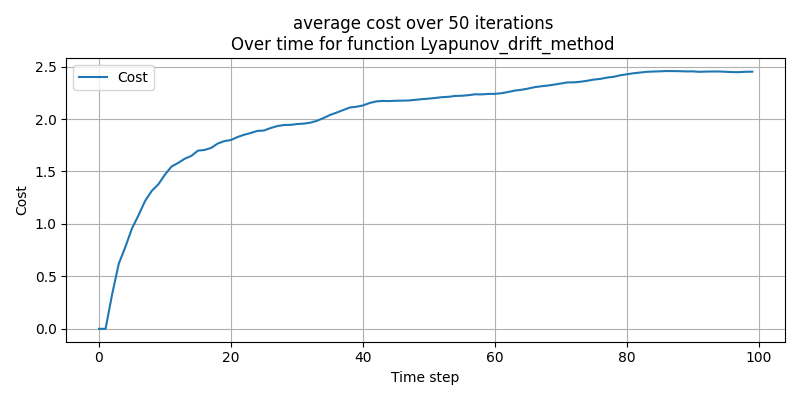 average cost over 50 iterations
Over time for function Lyapunov_drift_method
Cost
2.5
2.0
1.5
1.0
0.5
0.0
Cost
0
20
40
60
80
100
Time step